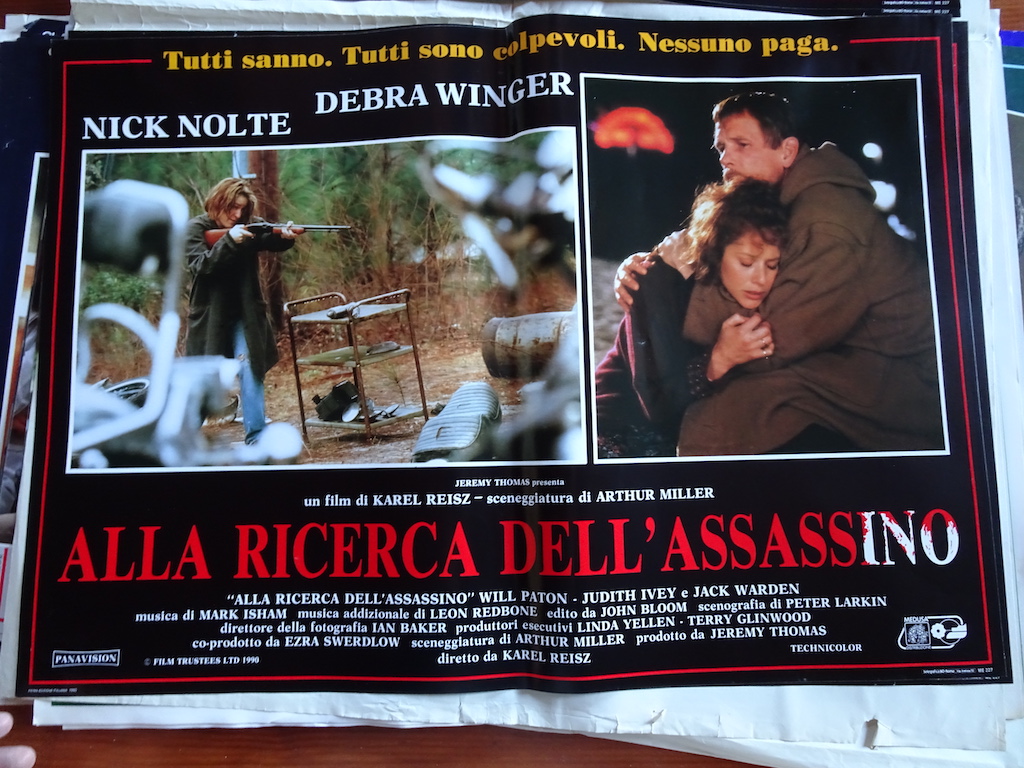 Tutti sanno. Tutti sono colpevoli. Nessuno paga.
NICK NOLTE
DEBRA WINGER
JEREMY THOMAS presenta
un film di KAREL REISZ - sceneggiatura di ARTHUR MILLER
ALLA RICERCA DELL'ASSASSINO
"ALLA RICERCA DELL'ASSASSINO" WILL PATON - JUDITH IVEY e JACK WARDEN
musica di MARK ISHAM musica addizionale di LEON REDBONE edito da JOHN BLOOM scenografia di PETER LARKIN
direttore della fotografia IAN BAKER produttori esecutivi LINDA YELLEN - TERRY GLINWOOD
co-prodotto da EZRA SWERDLOW sceneggiatura di ARTHUR MILLER prodotto da JEREMY THOMAS
diretto da KAREL REISZ
TECHNICOLOR
PANAVISION
© FILM TRUSTEES LTD 1990
MEDUSA